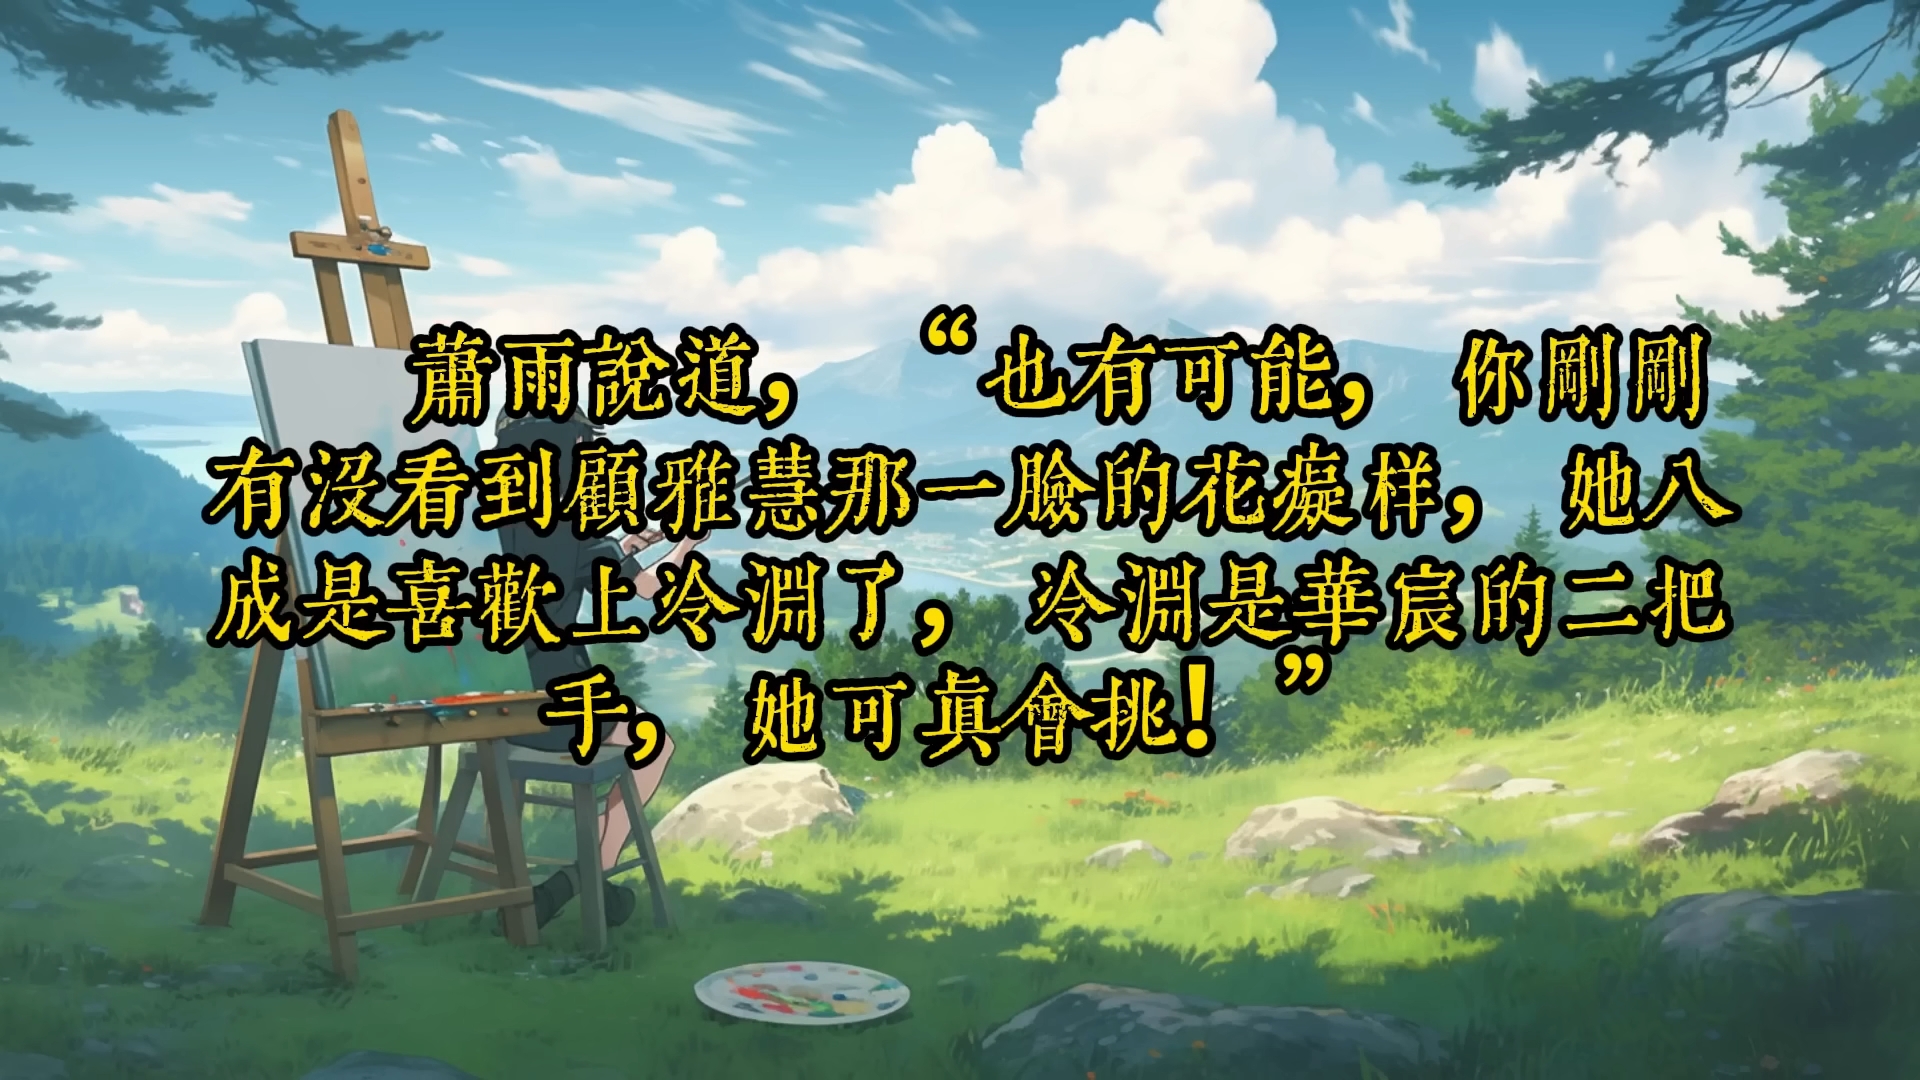 蕭雨說道，“也有可能，你剛剛
有沒看到顧雅慧那一臉的花癡样，她八
成是喜歡上冷淵了，冷淵是華宸的二把
手，她可真會挑！”